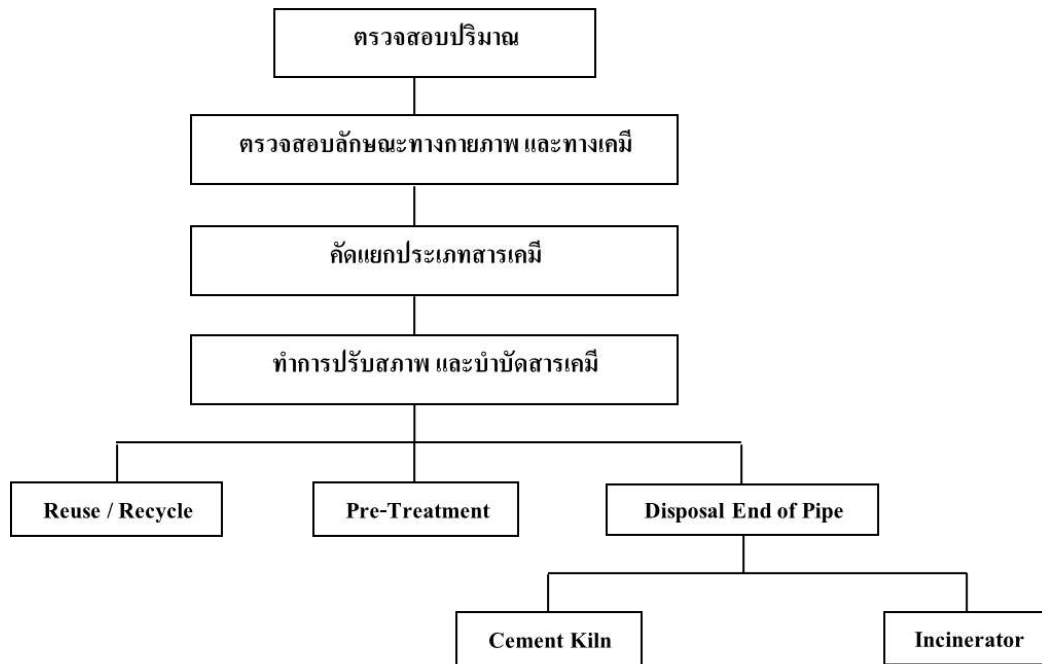 ตรวจสอบปริมาณ
ตรวจสอบลักษณะทางกายภาพ และทางเคมี
คัดแยกประเภทสารเคมี
ทำการปรับสภาพ และบำบัดสารเคมี
Reuse / Recycle
Pre-Treatment
Disposal End of Pipe
Cement Kiln
Incinerator